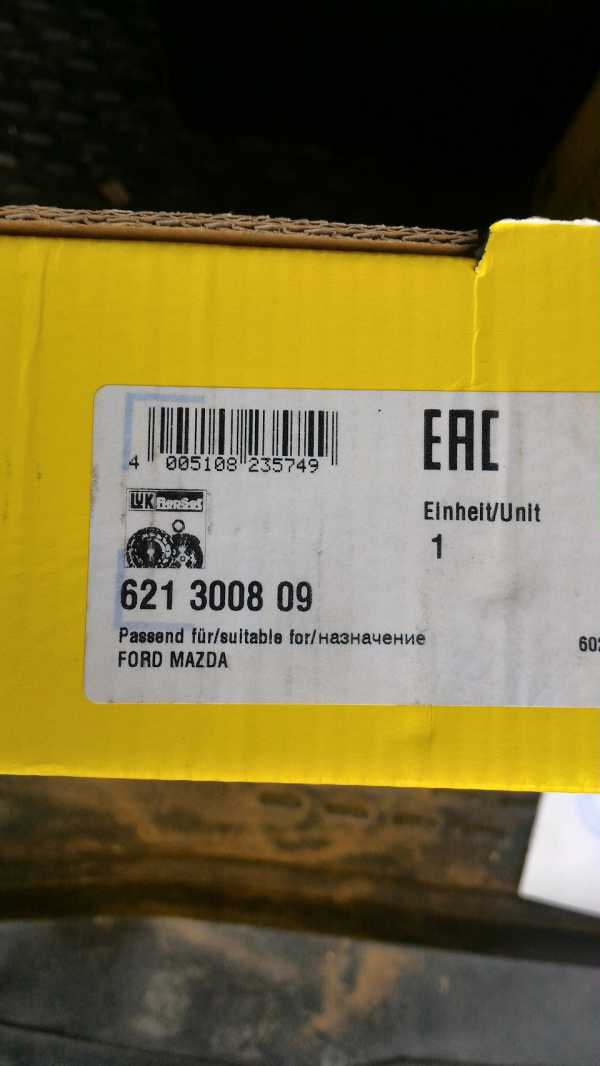 EAC
4 005108 235749
LuK RepSet
Einheit/Unit
1
621 3008 09
Passend für/suitable for/назначение
FORD MAZDA
602